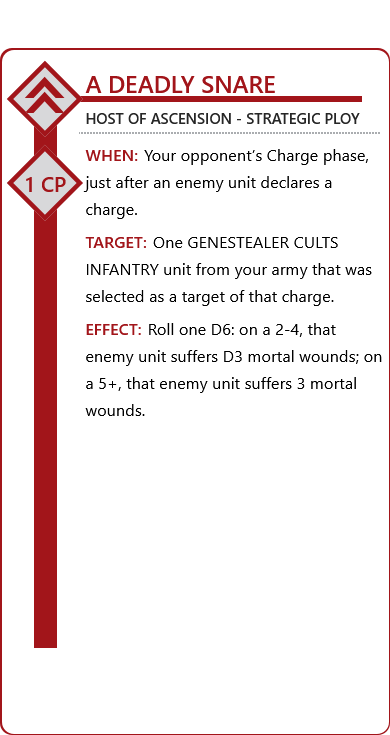 A DEADLY SNARE
HOST OF ASCENSION - STRATEGIC PLOY
1 CP
WHEN: Your opponent’s Charge phase,
just after an enemy unit declares a
charge.
TARGET: One GENESTEALER CULTS
INFANTRY unit from your army that was
selected as a target of that charge.
EFFECT: Roll one D6: on a 2-4, that
enemy unit suffers D3 mortal wounds; on
a 5+, that enemy unit suffers 3 mortal
wounds.